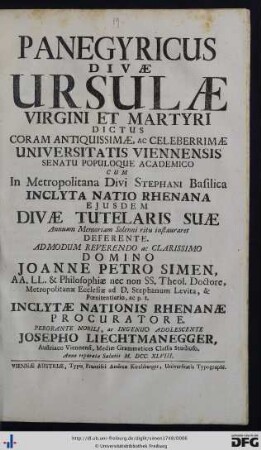 19.
PANEGYRICUS
DIVÆ
URSULÆ
VIRGINI ET MARTYRI
DICTUS
CORAM ANTIQUISSIMÆ, AC CELEBERRIMÆ
UNIVERSITATIS VIENNENSIS
SENATU POPULOQUE ACADEMICO
CUM
In Metropolitana Divi STEPHANI Basilica
INCLYTA NATIO RHENANA
EJUSDEM
DIVÆ TUTELARIS SUÆ
Annuam Memoriam Solenni ritu instauraret
DEFERENTE
ADMODUM REVERENDO ac CLARISSIMO
DOMINO
JOANNE PETRO SIMEN,
AA. LL. & Philosophiæ nec non SS. Theol. Doctore,
Metropolitanæ Ecclesiæ ad D. Stephanum Levita, &
Pœnitentiario, ac p. t.
INCLYTÆ NATIONIS RHENANÆ
PROCURATORE
PERORANTE NOBILI, ac INGENUO ADOLESCENTE
JOSEPHO LIECHTMANEGGER,
Austriaco Viennensi, Mediæ Grammatices Classis Studioso.
Anno reparatæ Salutis M. DCC. XLVIII.
VIENNÆ AUSTRIÆ, Typis Francisci Andreæ Kirchberger, Universitatis Typographi.
http://dl.ub.uni-freiburg.de/diglit/simen1748/0006
© Universitätsbibliothek Freiburg
gefördert durch
DFG